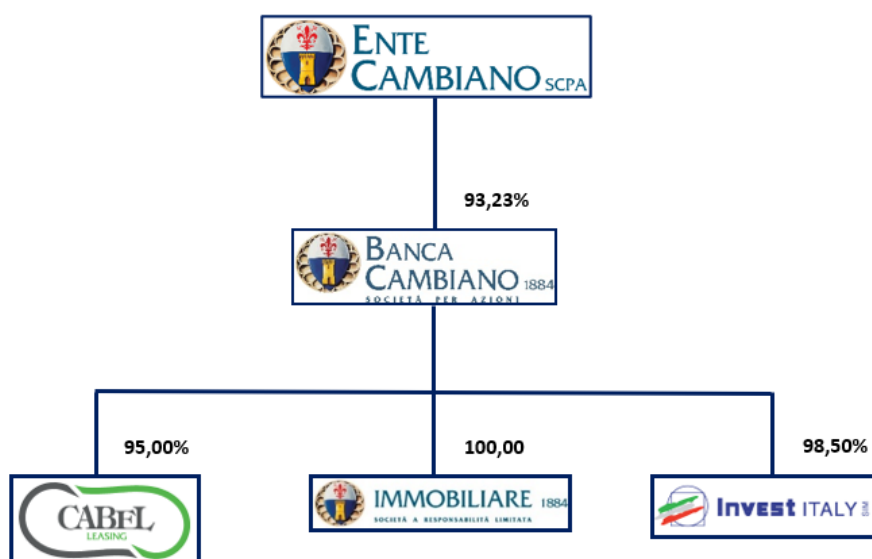 ENTE
CAMBIANO SCPA
93,23%
BANCA
CAMBIANO 1884
SOCIETÀ PER AZIONI
95,00%
100,00
98,50%
CABEL
LEASING
IMMOBILIARE 1884
SOCIETÀ A RESPONSABILITÀ LIMITATA
Invest ITALY SIM